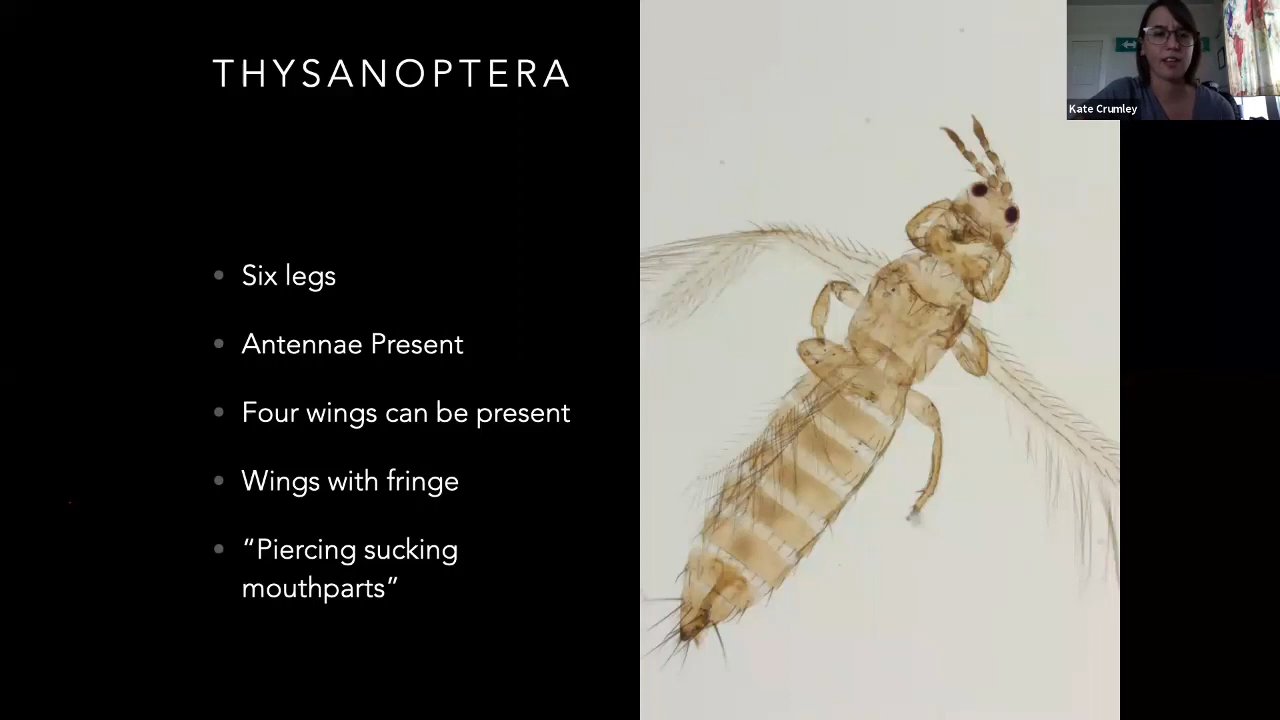 THYSANOPTERA
Six legs
Antennae Present
Four wings can be present
Wings with fringe
“Piercing sucking
mouthparts”
Kate Crumley